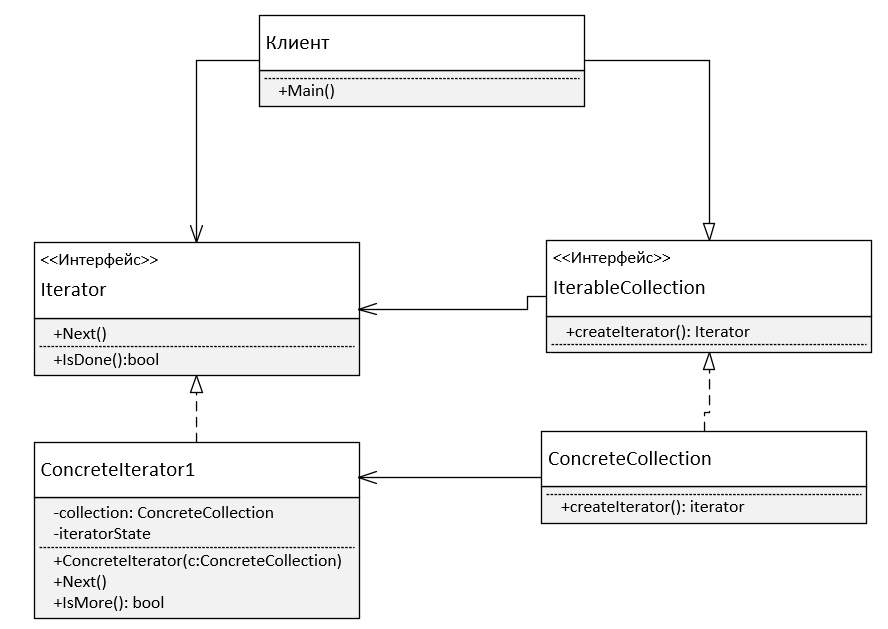 Клиент
+Main()
<<Интерфейс>>
Iterator
+Next()
+IsDone():bool
<<Интерфейс>>
IterableCollection
+createIterator(): Iterator
ConcreteIterator1
-collection: ConcreteCollection
-iteratorState
+ConcreteIterator(c:ConcreteCollection)
+Next()
+IsMore(): bool
ConcreteCollection
+createIterator(): iterator